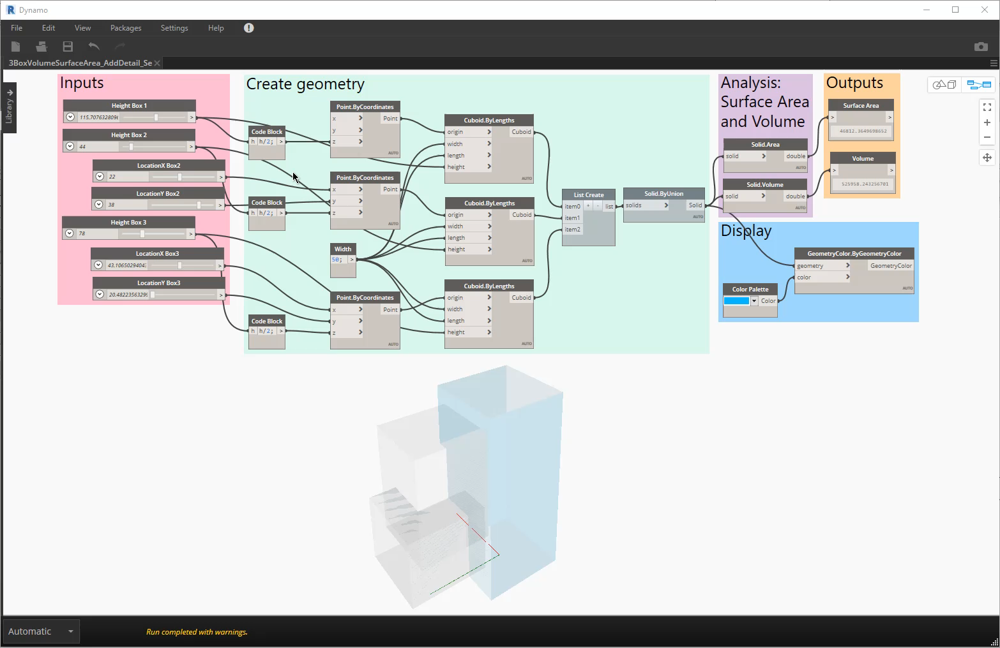 Dynamo
File Edit View Packages Settings Help
3BoxVolumeSurfaceArea_AddDetail_Se
Library
Inputs
Height Box 1
115.707632809
>
Height Box 2
44
>
LocationX Box2
22
>
LocationY Box2
38
>
Height Box 3
78
>
LocationX Box3
43.10650294043
>
LocationY Box3
20.4822356329
>
Create geometry
Code Block
h h/2; >
Code Block
h h/2; >
Code Block
h h/2; >
Point.ByCoordinates
x > Point
y >
z >
AUTO
Point.ByCoordinates
x > Point
y >
z >
AUTO
Width
50; >
Point.ByCoordinates
x > Point
y >
z >
AUTO
Cuboid.ByLengths
origin > Cuboid
width >
length >
height >
AUTO
Cuboid.ByLengths
origin > Cuboid
width >
length >
height >
AUTO
Cuboid.ByLengths
origin > Cuboid
width >
length >
height >
AUTO
List Create
item0 + - list
item1
item2
Solid.ByUnion
solids > Solid
Analysis:
Surface Area
and Volume
Solid.Area
solid > double
AUTO
Solid.Volume
solid > double
AUTO
Outputs
Surface Area
> >
46812.3649698652
Volume
> >
525958.243256701
Display
GeometryColor.ByGeometryColor
geometry > GeometryColor
color >
AUTO
Color Palette
Color
Automatic
Run completed with warnings.